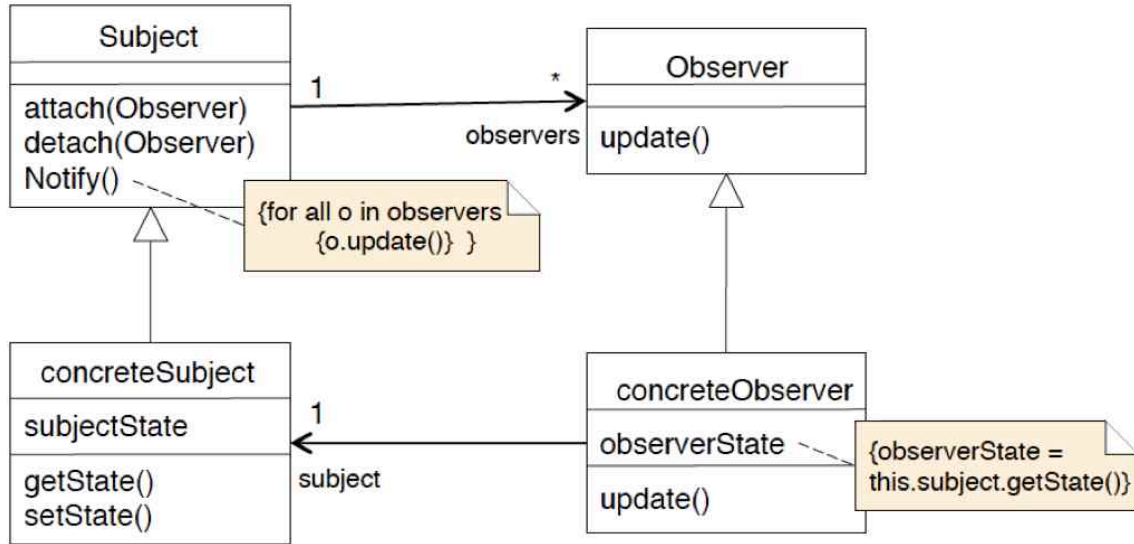 Subject
attach(Observer)
detach(Observer)
Notify()
1
*
observers
Observer
update()
{for all o in observers
{o.update()} }
concreteSubject
subjectState
getState()
setState()
1
subject
concreteObserver
observerState
update()
{observerState =
this.subject.getState()}